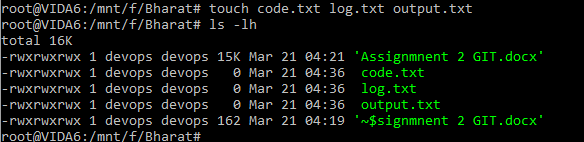 root@VIDA6:/mnt/f/Bharat# touch code.txt log.txt output.txt
root@VIDA6:/mnt/f/Bharat# ls -lh
total 16K
-rwxrwxrwx 1 devops devops 15K Mar 21 04:21 'Assignmnent 2 GIT.docx'
-rwxrwxrwx 1 devops devops   0 Mar 21 04:36  code.txt
-rwxrwxrwx 1 devops devops   0 Mar 21 04:36  log.txt
-rwxrwxrwx 1 devops devops   0 Mar 21 04:36  output.txt
-rwxrwxrwx 1 devops devops 162 Mar 21 04:19 '~$signmnent 2 GIT.docx'
root@VIDA6:/mnt/f/Bharat#